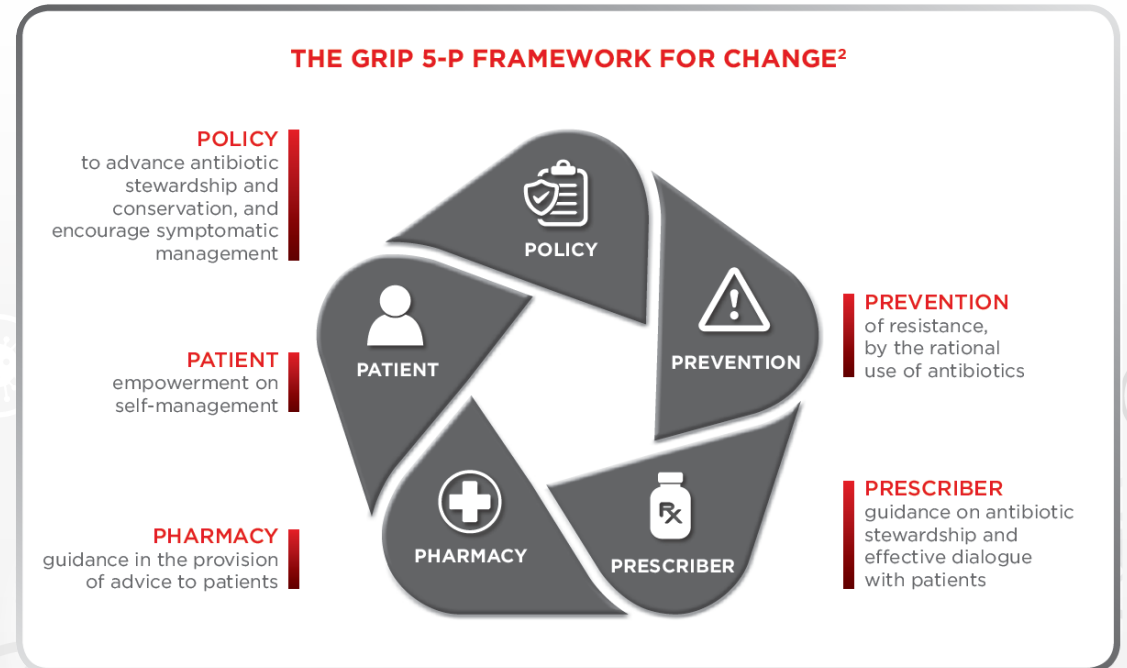 THE GRIP 5-P FRAMEWORK FOR CHANGE²
POLICY
to advance antibiotic
stewardship and
conservation, and
encourage symptomatic
management
PATIENT
empowerment on
self-management
PHARMACY
guidance in the provision
of advice to patients
POLICY
PREVENTION
PRESCRIBER
PHARMACY
PATIENT
PREVENTION
of resistance,
by the rational
use of antibiotics
PRESCRIBER
guidance on antibiotic
stewardship and
effective dialogue
with patients
Rx